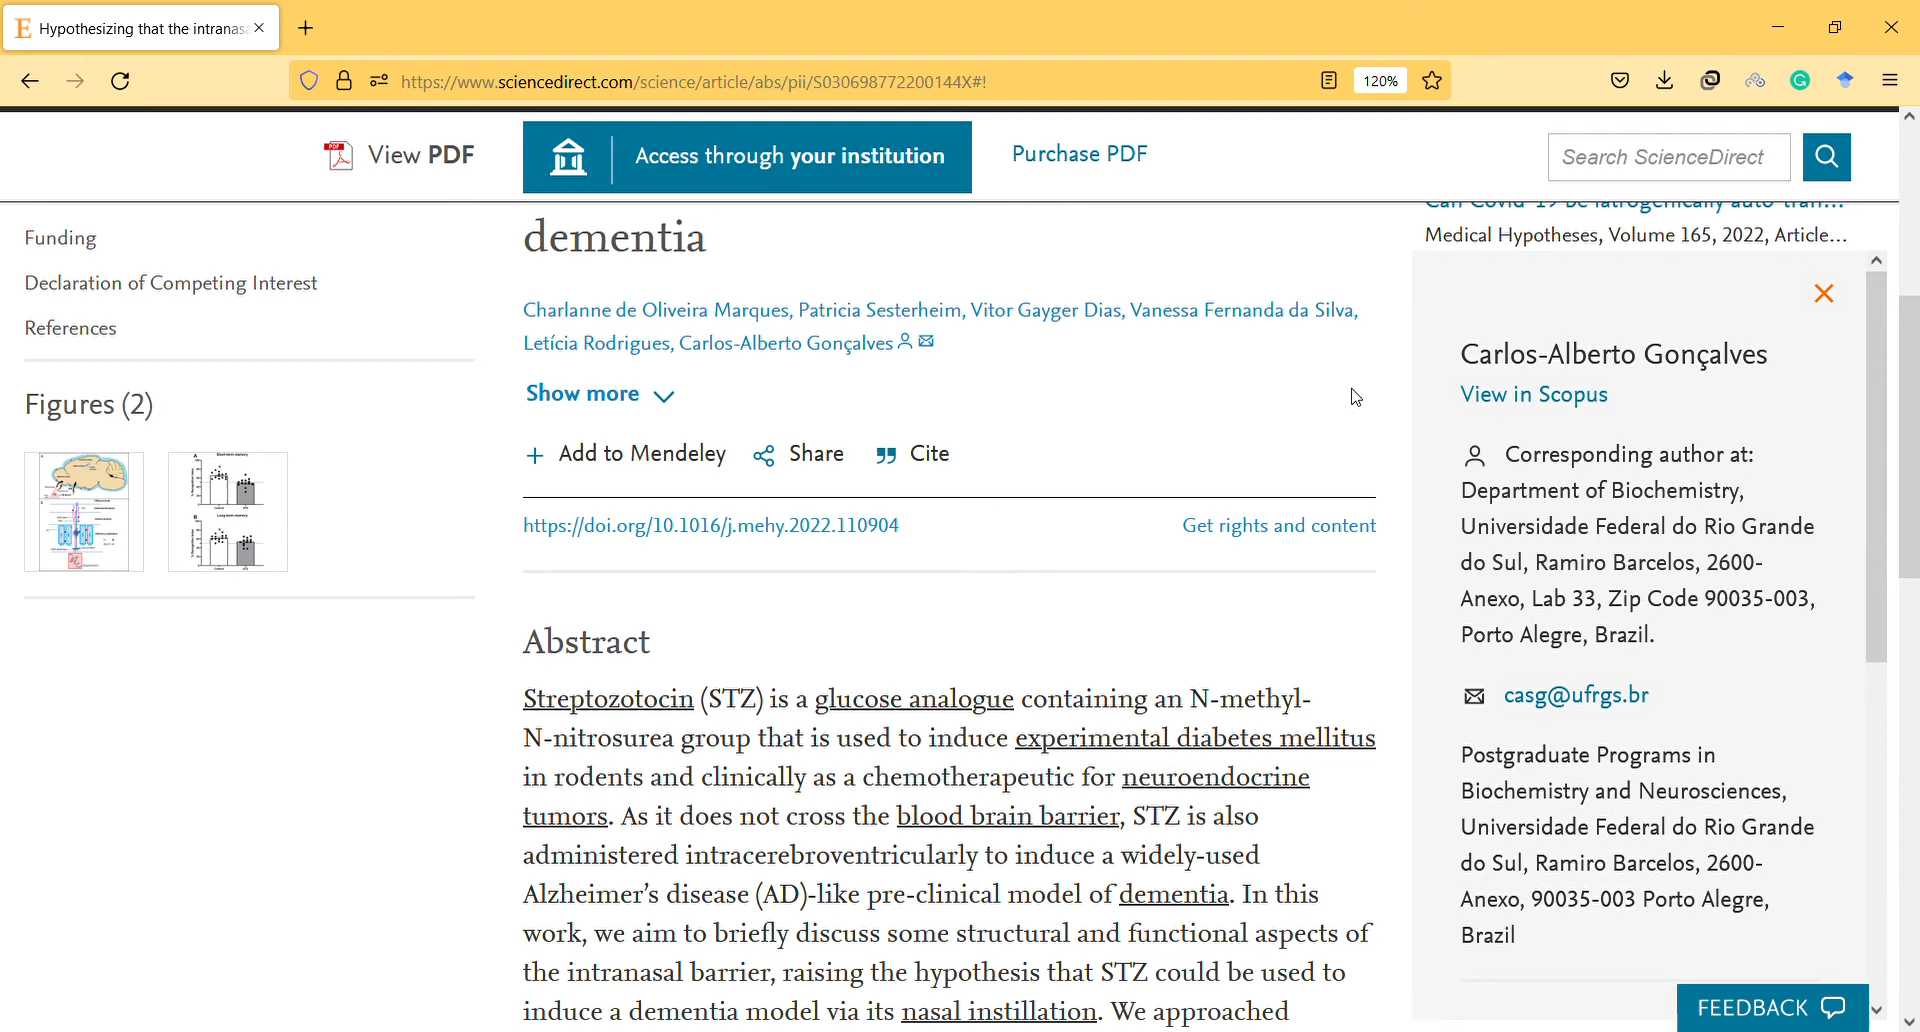 Hypothesizing that the intranasa
https://www.sciencedirect.com/science/article/abs/pii/S030698772200144X#!
120%
View PDF
Access through your institution
Purchase PDF
Search ScienceDirect
Funding
Declaration of Competing Interest
References
Figures (2)
dementia
Charlanne de Oliveira Marques, Patricia Sesterheim, Vitor Gayger Dias, Vanessa Fernanda da Silva,
Letícia Rodrigues, Carlos-Alberto Gonçalves
Show more
Add to Mendeley
Share
Cite
https://doi.org/10.1016/j.mehy.2022.110904
Get rights and content
Abstract
Streptozotocin (STZ) is a glucose analogue containing an N-methyl-
N-nitrosurea group that is used to induce experimental diabetes mellitus
in rodents and clinically as a chemotherapeutic for neuroendocrine
tumors. As it does not cross the blood brain barrier, STZ is also
administered intracerebroventricularly to induce a widely-used
Alzheimer's disease (AD)-like pre-clinical model of dementia. In this
work, we aim to briefly discuss some structural and functional aspects of
the intranasal barrier, raising the hypothesis that STZ could be used to
induce a dementia model via its nasal instillation. We approached
Can Covid-19 be iatrogenically auto-tran...
Medical Hypotheses, Volume 165, 2022, Article...
Carlos-Alberto Gonçalves
View in Scopus
Corresponding author at:
Department of Biochemistry,
Universidade Federal do Rio Grande
do Sul, Ramiro Barcelos, 2600-
Anexo, Lab 33, Zip Code 90035-003,
Porto Alegre, Brazil.
casg@ufrgs.br
Postgraduate Programs in
Biochemistry and Neurosciences,
Universidade Federal do Rio Grande
do Sul, Ramiro Barcelos, 2600-
Anexo, 90035-003 Porto Alegre,
Brazil
FEEDBACK